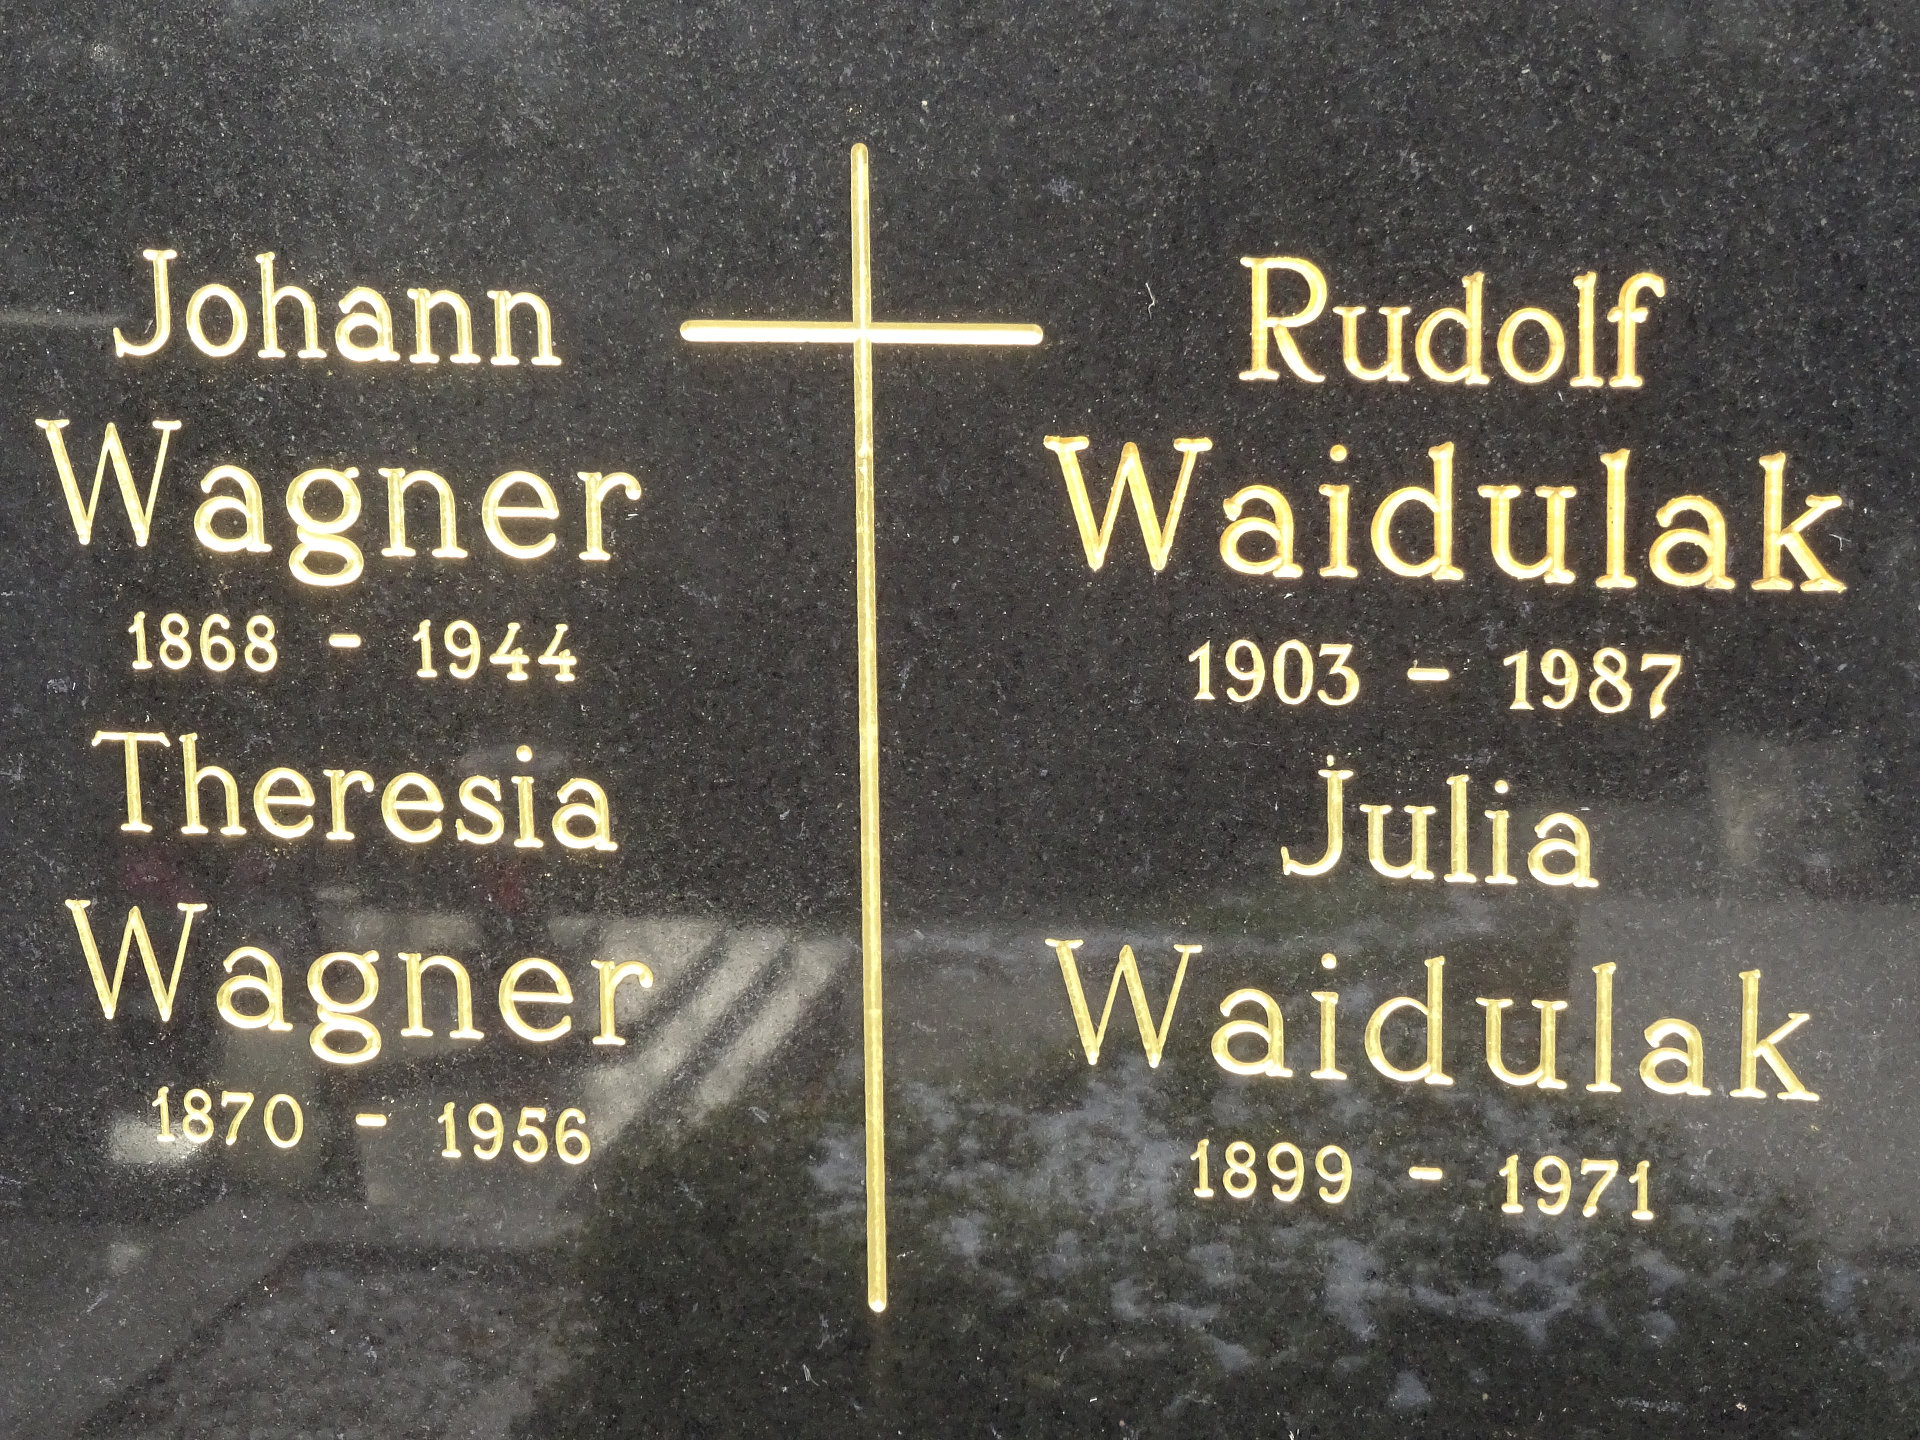 Johann
Wagner
1868 - 1944
Theresia
Wagner
1870 - 1956
Rudolf
Waidulak
1903 - 1987
Julia
Waidulak
1899 - 1971